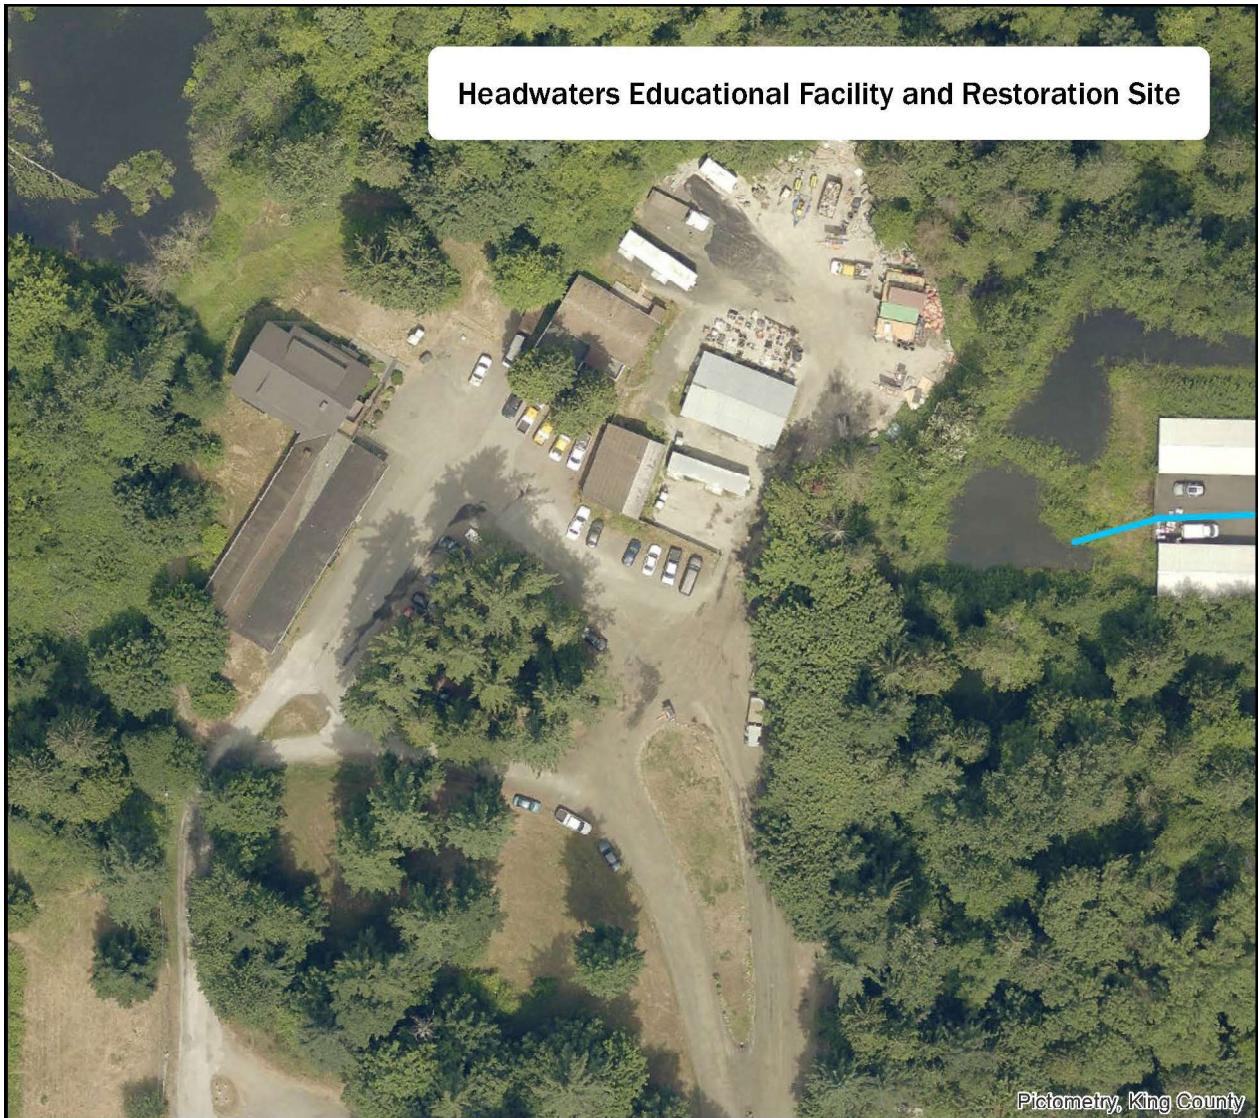 Headwaters Educational Facility and Restoration Site
Pictometry, King County